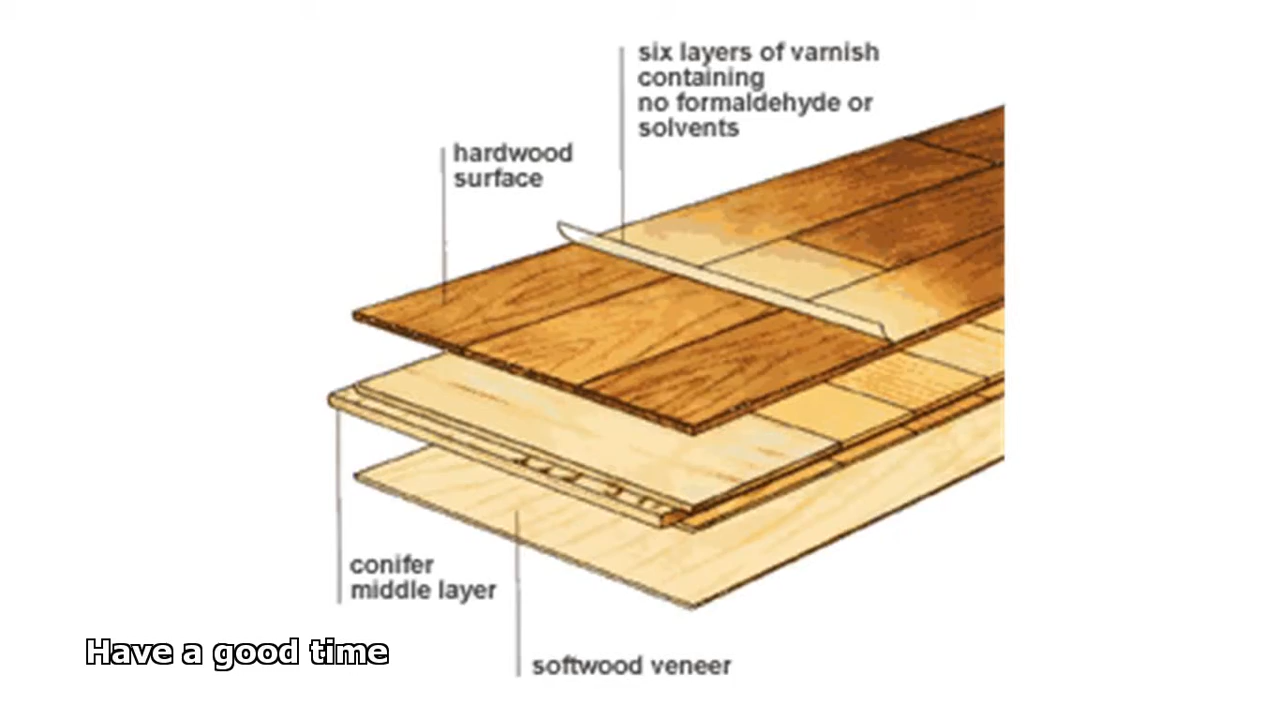 six layers of varnish
containing
no formaldehyde or
solvents
hardwood
surface
conifer
middle layer
Have a good time
softwood veneer